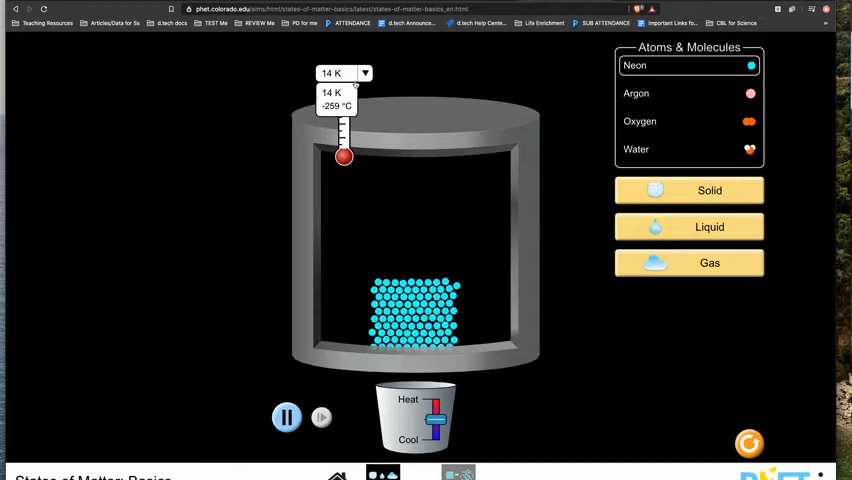 phet.colorado.edu/sims/html/states-of-matter-basics/latest/states-of-matter-basics_en.html
Teaching Resources
Articles/Data for Ss
d.tech docs
TEST Me
REVIEW Me
PD for me
ATTENDANCE
d.tech Announce...
d.tech Help Cente...
Life Enrichment
SUB ATTENDANCE
Important Links fo...
CBL for Science
»
14 K
14 K
-259 °C
Atoms & Molecules
Neon
Argon
Oxygen
Water
Solid
Liquid
Gas
Heat
Cool
States of Matter: Basics
PhET